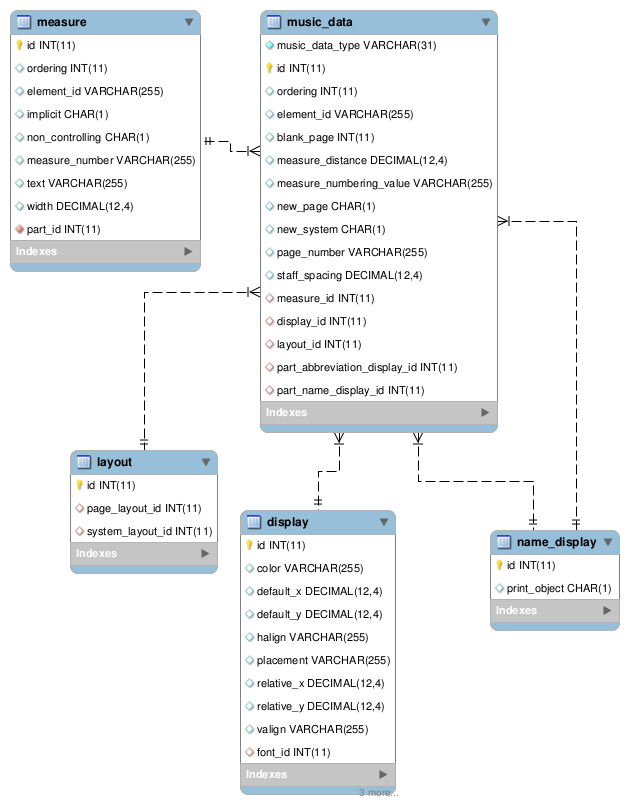 measure
id INT(11)
ordering INT(11)
element_id VARCHAR(255)
implicit CHAR(1)
non_controlling CHAR(1)
measure_number VARCHAR(255)
text VARCHAR(255)
width DECIMAL(12,4)
part_id INT(11)
Indexes
music_data
music_data_type VARCHAR(31)
id INT(11)
ordering INT(11)
element_id VARCHAR(255)
blank_page INT(11)
measure_distance DECIMAL(12,4)
measure_numbering_value VARCHAR(255)
new_page CHAR(1)
new_system CHAR(1)
page_number VARCHAR(255)
staff_spacing DECIMAL(12,4)
measure_id INT(11)
display_id INT(11)
layout_id INT(11)
part_abbreviation_display_id INT(11)
part_name_display_id INT(11)
Indexes
layout
id INT(11)
page_layout_id INT(11)
system_layout_id INT(11)
Indexes
display
id INT(11)
color VARCHAR(255)
default_x DECIMAL(12,4)
default_y DECIMAL(12,4)
halign VARCHAR(255)
placement VARCHAR(255)
relative_x DECIMAL(12,4)
relative_y DECIMAL(12,4)
valign VARCHAR(255)
font_id INT(11)
Indexes
3 more...
name_display
id INT(11)
print_object CHAR(1)
Indexes